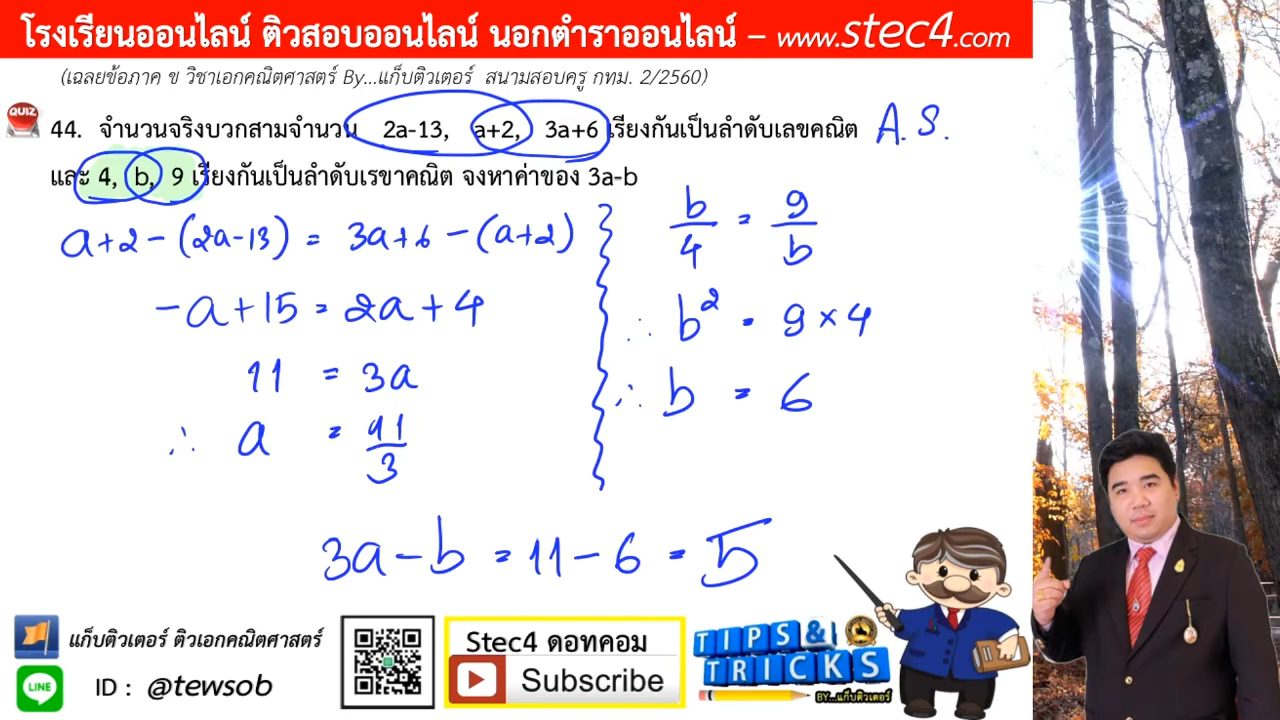 โรงเรียนออนไลน์ ติวสอบออนไลน์ นอกตำราออนไลน์ – www.stec4.com
(เฉลยข้อภาค ข วิชาเอกคณิตศาสตร์ By...แก็บติวเตอร์ สนามสอบครู กทม. 2/2560)
QUIZ
44. จำนวนจริงบวกสามจำนวน 2a-13, a+2, 3a+6 เรียงกันเป็นลำดับเลขคณิต A.S.
และ 4, b, 9 เรียงกันเป็นลำดับเรขาคณิต จงหาค่าของ 3a-b
a+2-(2a-13) = 3a+6-(a+2)
-a+15 = 2a+4
11 = 3a
∴ a = 11/3
b/4 = 9/b
∴ b² = 9×4
∴ b = 6
3a-b = 11-6 = 5
แก็บติวเตอร์ ติวเอกคณิตศาสตร์
LINE ID : @tewsob
Stec4 ดอทคอม
Subscribe
TIPS &
TRICKS
BY...แก็บติวเตอร์